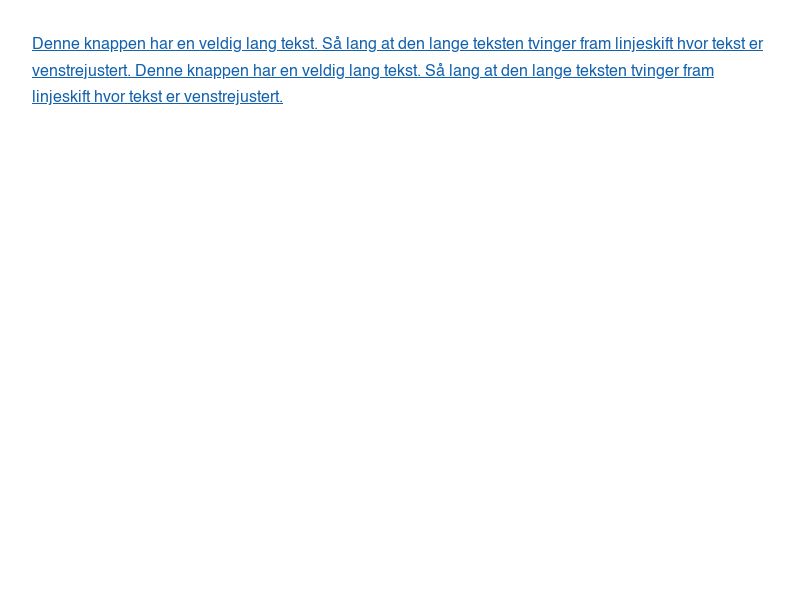 Denne knappen har en veldig lang tekst. Så lang at den lange teksten tvinger fram linjeskift hvor tekst er
venstrejustert. Denne knappen har en veldig lang tekst. Så lang at den lange teksten tvinger fram
linjeskift hvor tekst er venstrejustert.